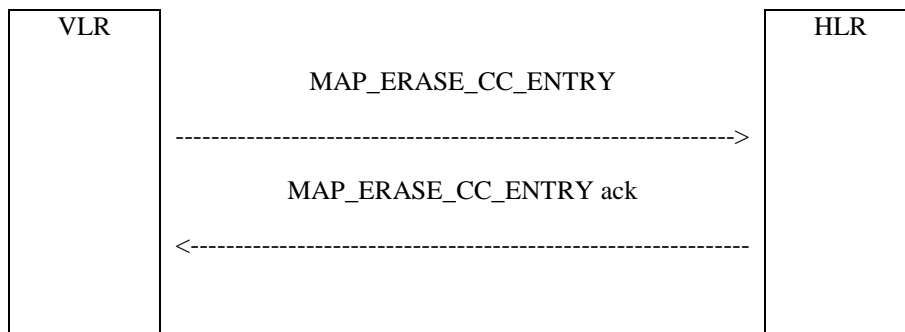 VLR HLR
MAP_ERASE_CC_ENTRY
MAP_ERASE_CC_ENTRY ack